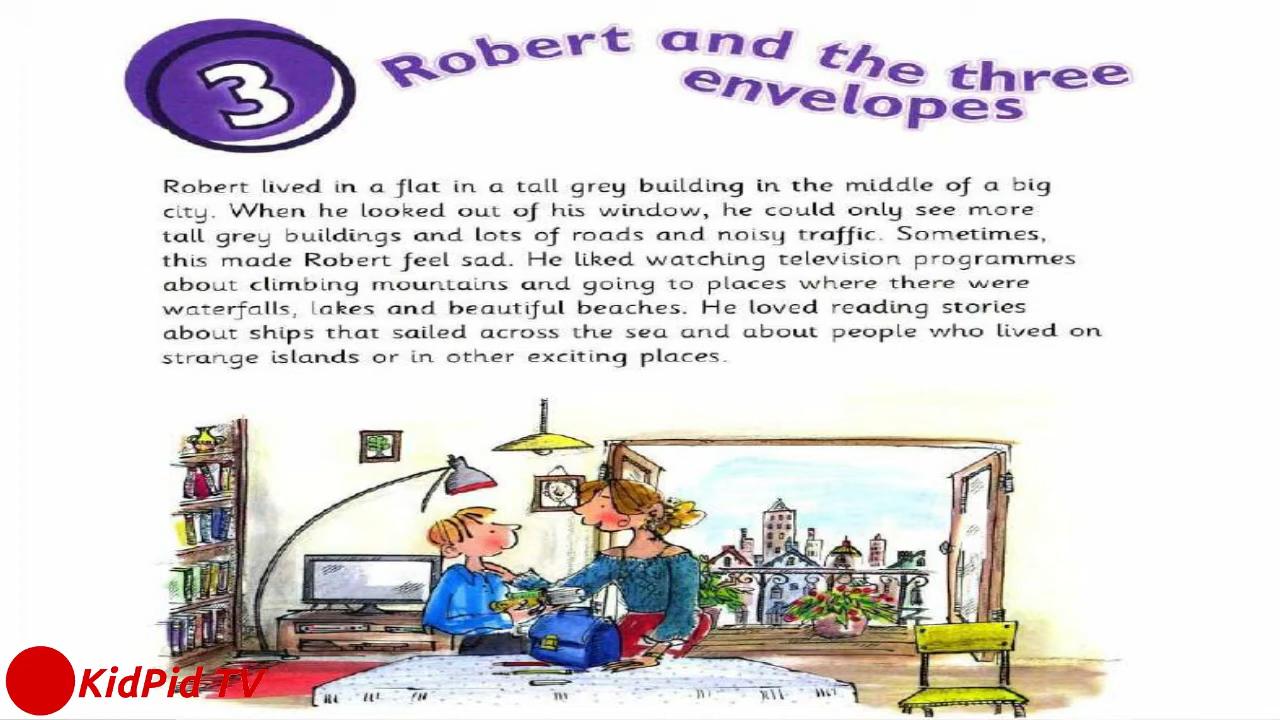 3
Robert and the three
envelopes
Robert lived in a flat in a tall grey building in the middle of a big
city. When he looked out of his window, he could only see more
tall grey buildings and lots of roads and noisy traffic. Sometimes,
this made Robert feel sad. He liked watching television programmes
about climbing mountains and going to places where there were
waterfalls, lakes and beautiful beaches. He loved reading stories
about ships that sailed across the sea and about people who lived on
strange islands or in other exciting places.
KidPid TV